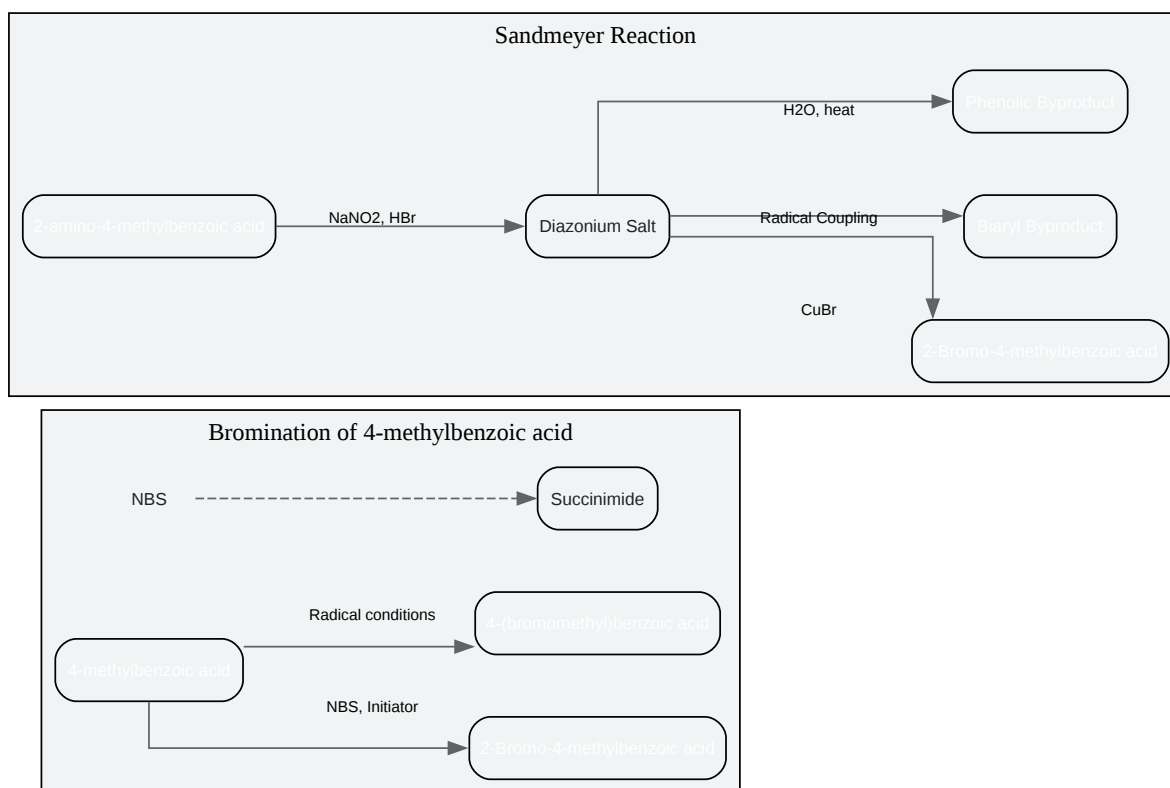 Sandmeyer Reaction
Phenolic Byproduct
H2O, heat
2-amino-4-methylbenzoic acid
NaNO2, HBr
Diazonium Salt
Radical Coupling
Biaryl Byproduct
CuBr
2-Bromo-4-methylbenzoic acid
Bromination of 4-methylbenzoic acid
NBS
Succinimide
Radical conditions
4-(bromomethyl)benzoic acid
4-methylbenzoic acid
NBS, Initiator
2-Bromo-4-methylbenzoic acid